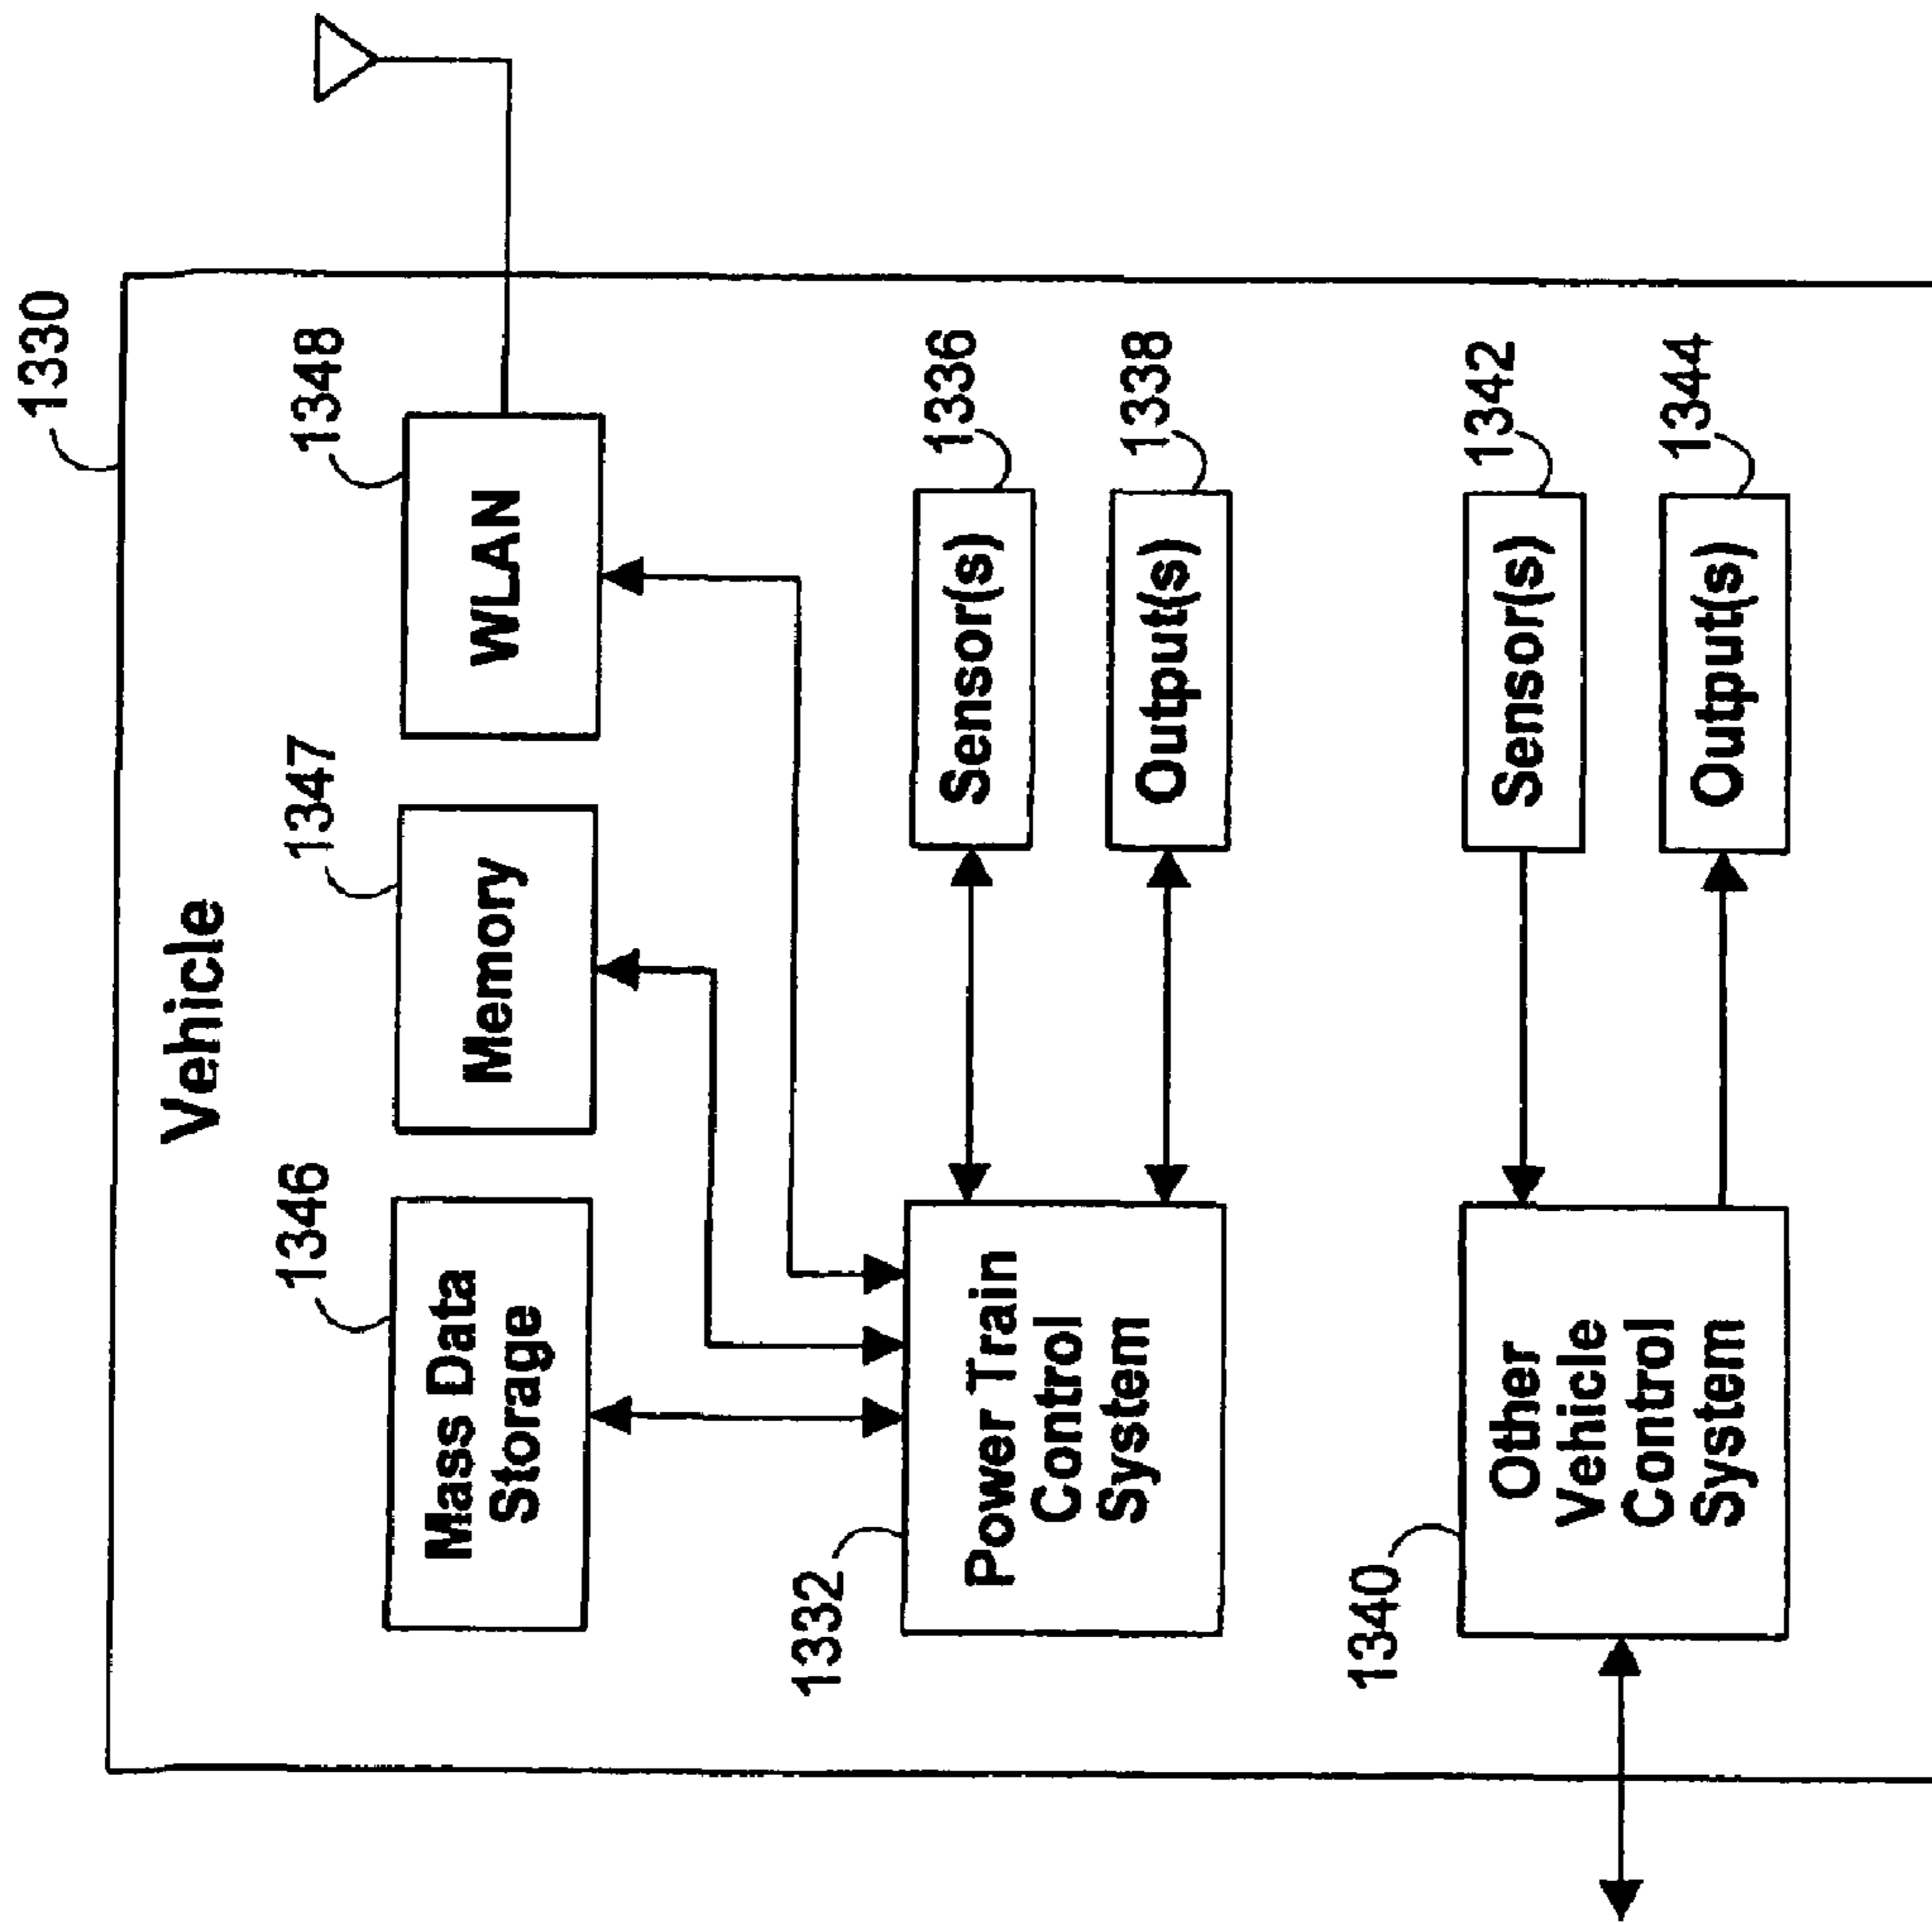 1330
Vehicle
1346
1347
1348
Mass Data
Storage
Memory
WLAN
1332
Power Train
Control
System
Sensor(s)
1336
Output(s)
1338
1340
Other
Vehicle
Control
System
Sensor(s)
1342
Output(s)
1344